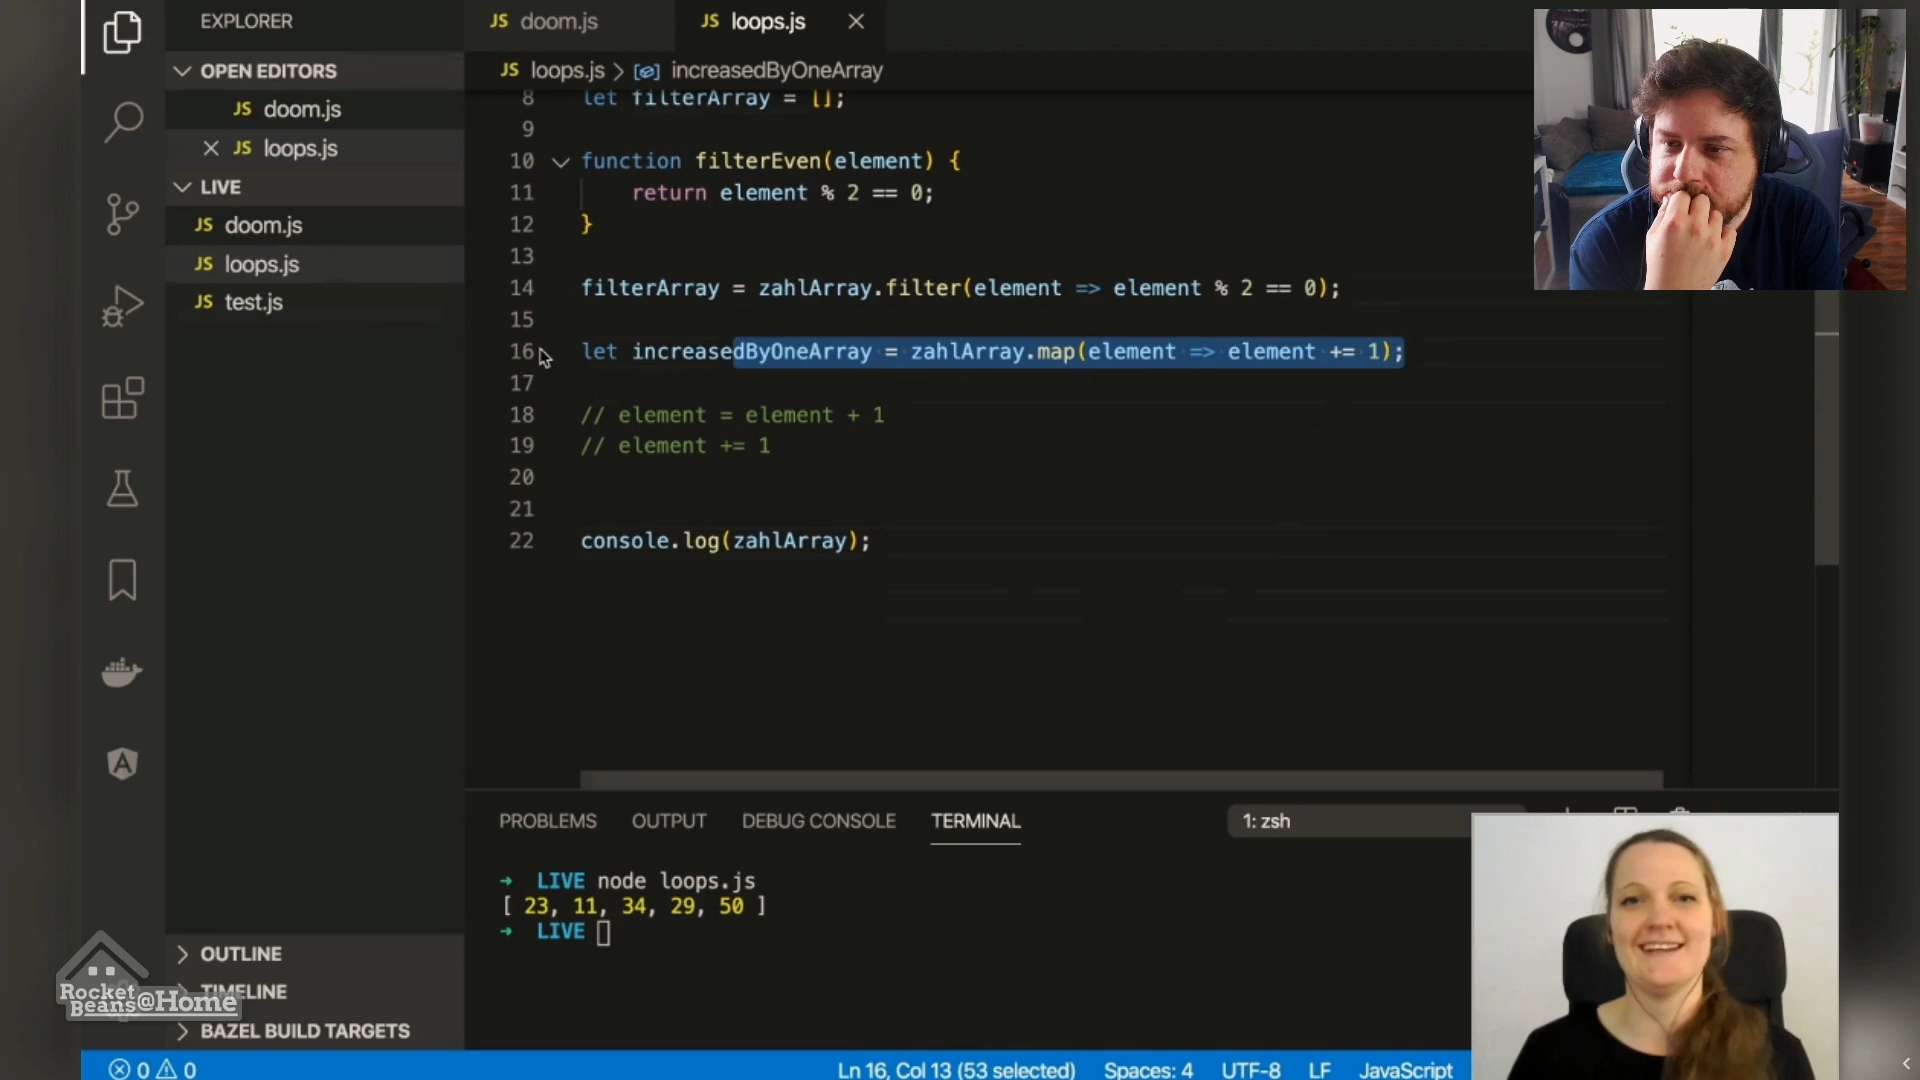 EXPLORER
OPEN EDITORS
JS doom.js
JS loops.js
LIVE
JS doom.js
JS loops.js
JS test.js
OUTLINE
TIMELINE
BAZEL BUILD TARGETS
JS doom.js
JS loops.js
JS loops.js > increasedByOneArray
8 let filterArray = [];
9
10 function filterEven(element) {
11 return element % 2 == 0;
12 }
13
14 filterArray = zahlArray.filter(element => element % 2 == 0);
15
16 let increasedByOneArray = zahlArray.map(element => element += 1);
17
18 // element = element + 1
19 // element += 1
20
21
22 console.log(zahlArray);
PROBLEMS OUTPUT DEBUG CONSOLE TERMINAL 1: zsh
➜ LIVE node loops.js
[ 23, 11, 34, 29, 50 ]
➜ LIVE
Rocket
Beans@Home
0 0 Ln 16, Col 13 (53 selected) Spaces: 4 UTF-8 LF JavaScript